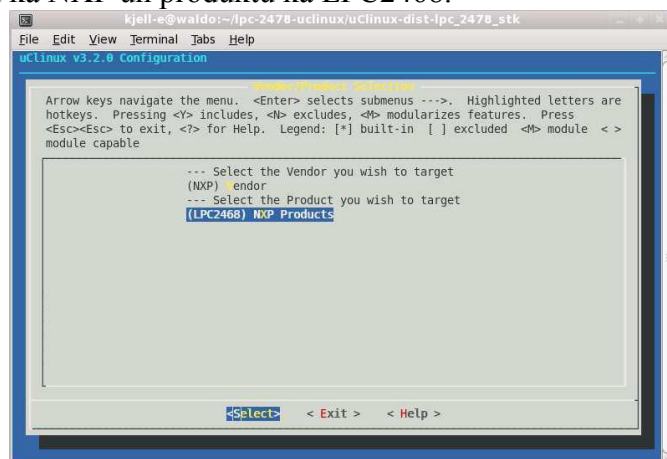 na NXP an produktu na LPC2468.
kjell-e@waldo:~/lpc-2478-uclinux/uClinux-dist-lpc_2478_stk
File Edit View Terminal Tabs Help
uClinux v3.2.0 Configuration
Vendor/Product Selection
Arrow keys navigate the menu. <Enter> selects submenus --->. Highlighted letters are
hotkeys. Pressing <Y> includes, <N> excludes, <M> modularizes features. Press
<Esc><Esc> to exit, <?> for Help. Legend: [*] built-in [ ] excluded <M> module < >
module capable
--- Select the Vendor you wish to target
(NXP) Vendor
--- Select the Product you wish to target
(LPC2468) NXP Products
<Select> < Exit > < Help >